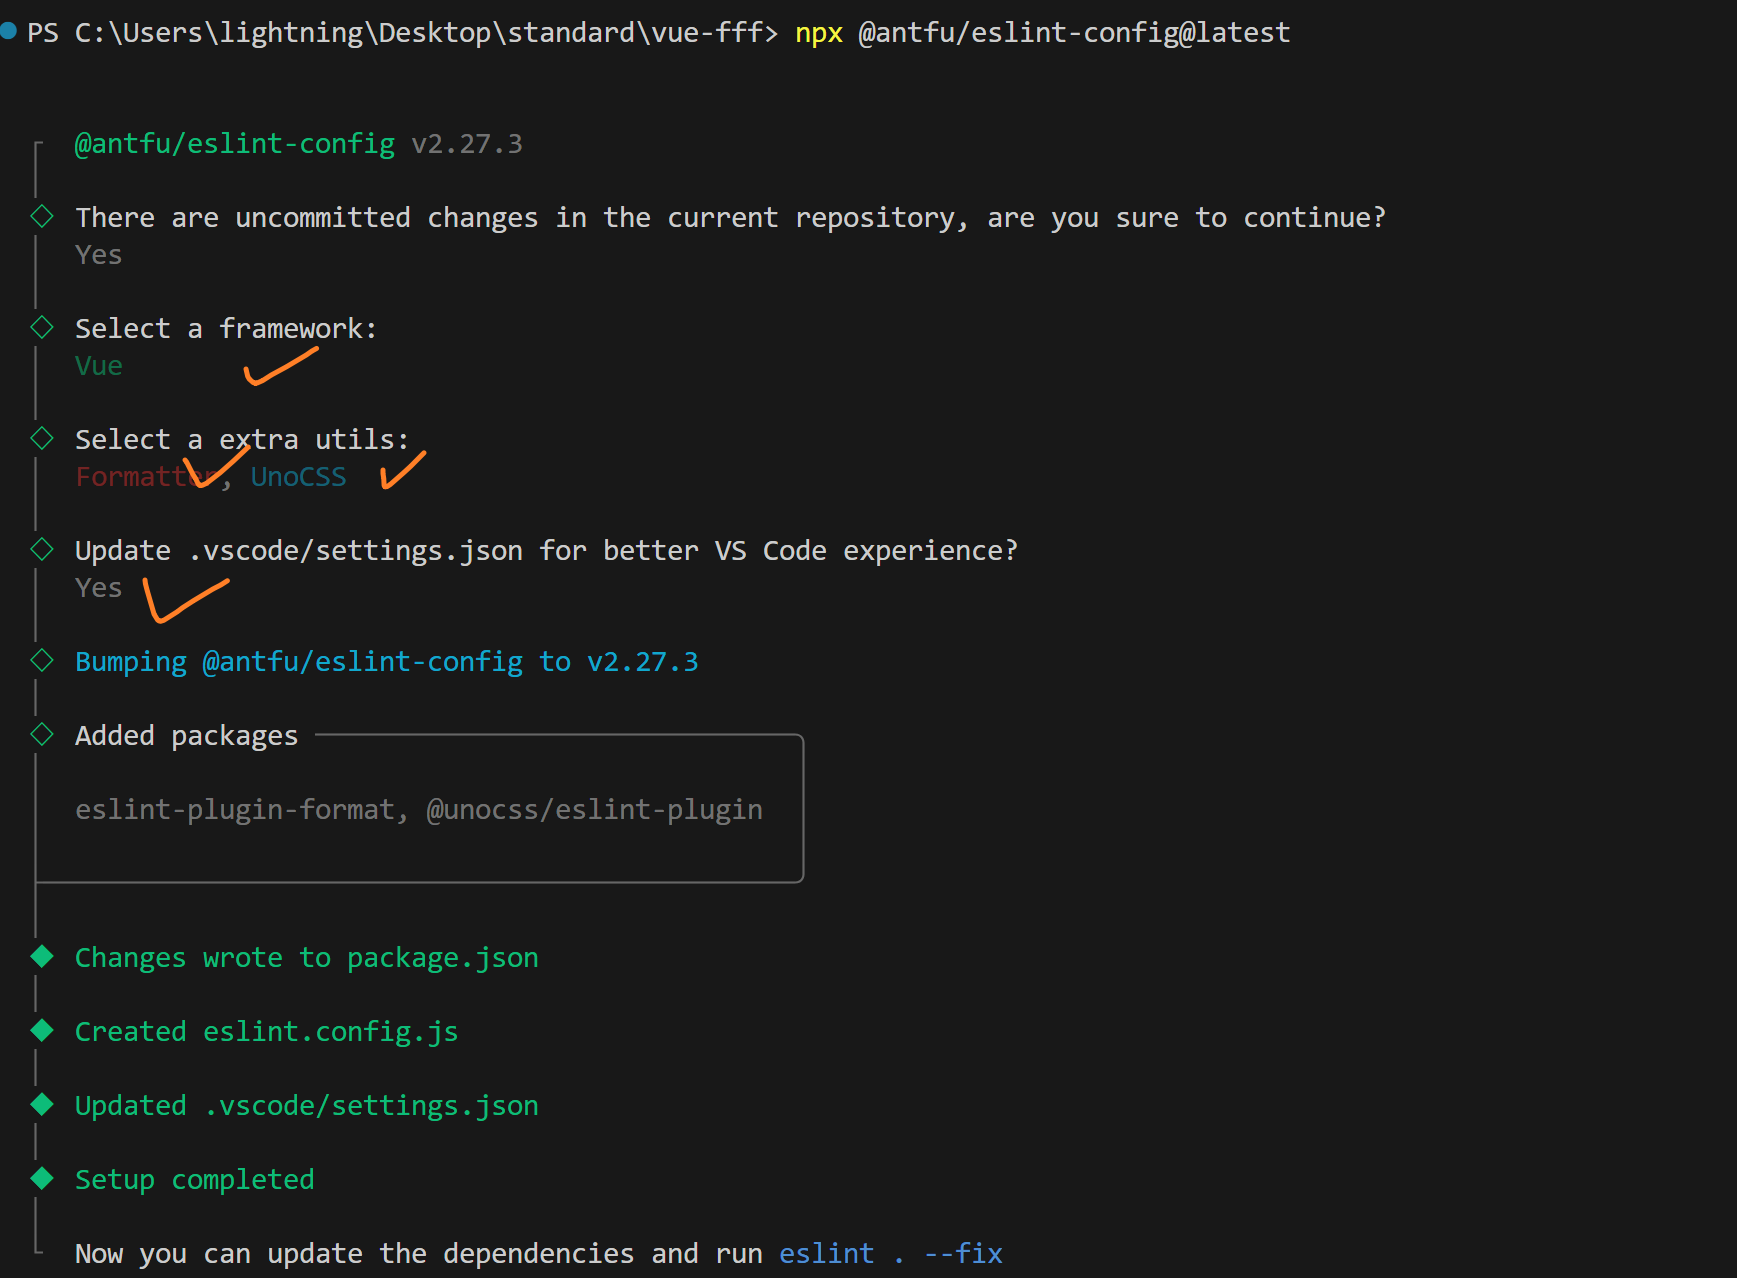 PS C:\Users\lightning\Desktop\standard\vue-fff> npx @antfu/eslint-config@latest
@antfu/eslint-config v2.27.3
There are uncommitted changes in the current repository, are you sure to continue?
Yes
Select a framework:
Vue
Select a extra utils:
Formatter, UnoCSS
Update .vscode/settings.json for better VS Code experience?
Yes
Bumping @antfu/eslint-config to v2.27.3
Added packages
eslint-plugin-format, @unocss/eslint-plugin
Changes wrote to package.json
Created eslint.config.js
Updated .vscode/settings.json
Setup completed
Now you can update the dependencies and run eslint . --fix